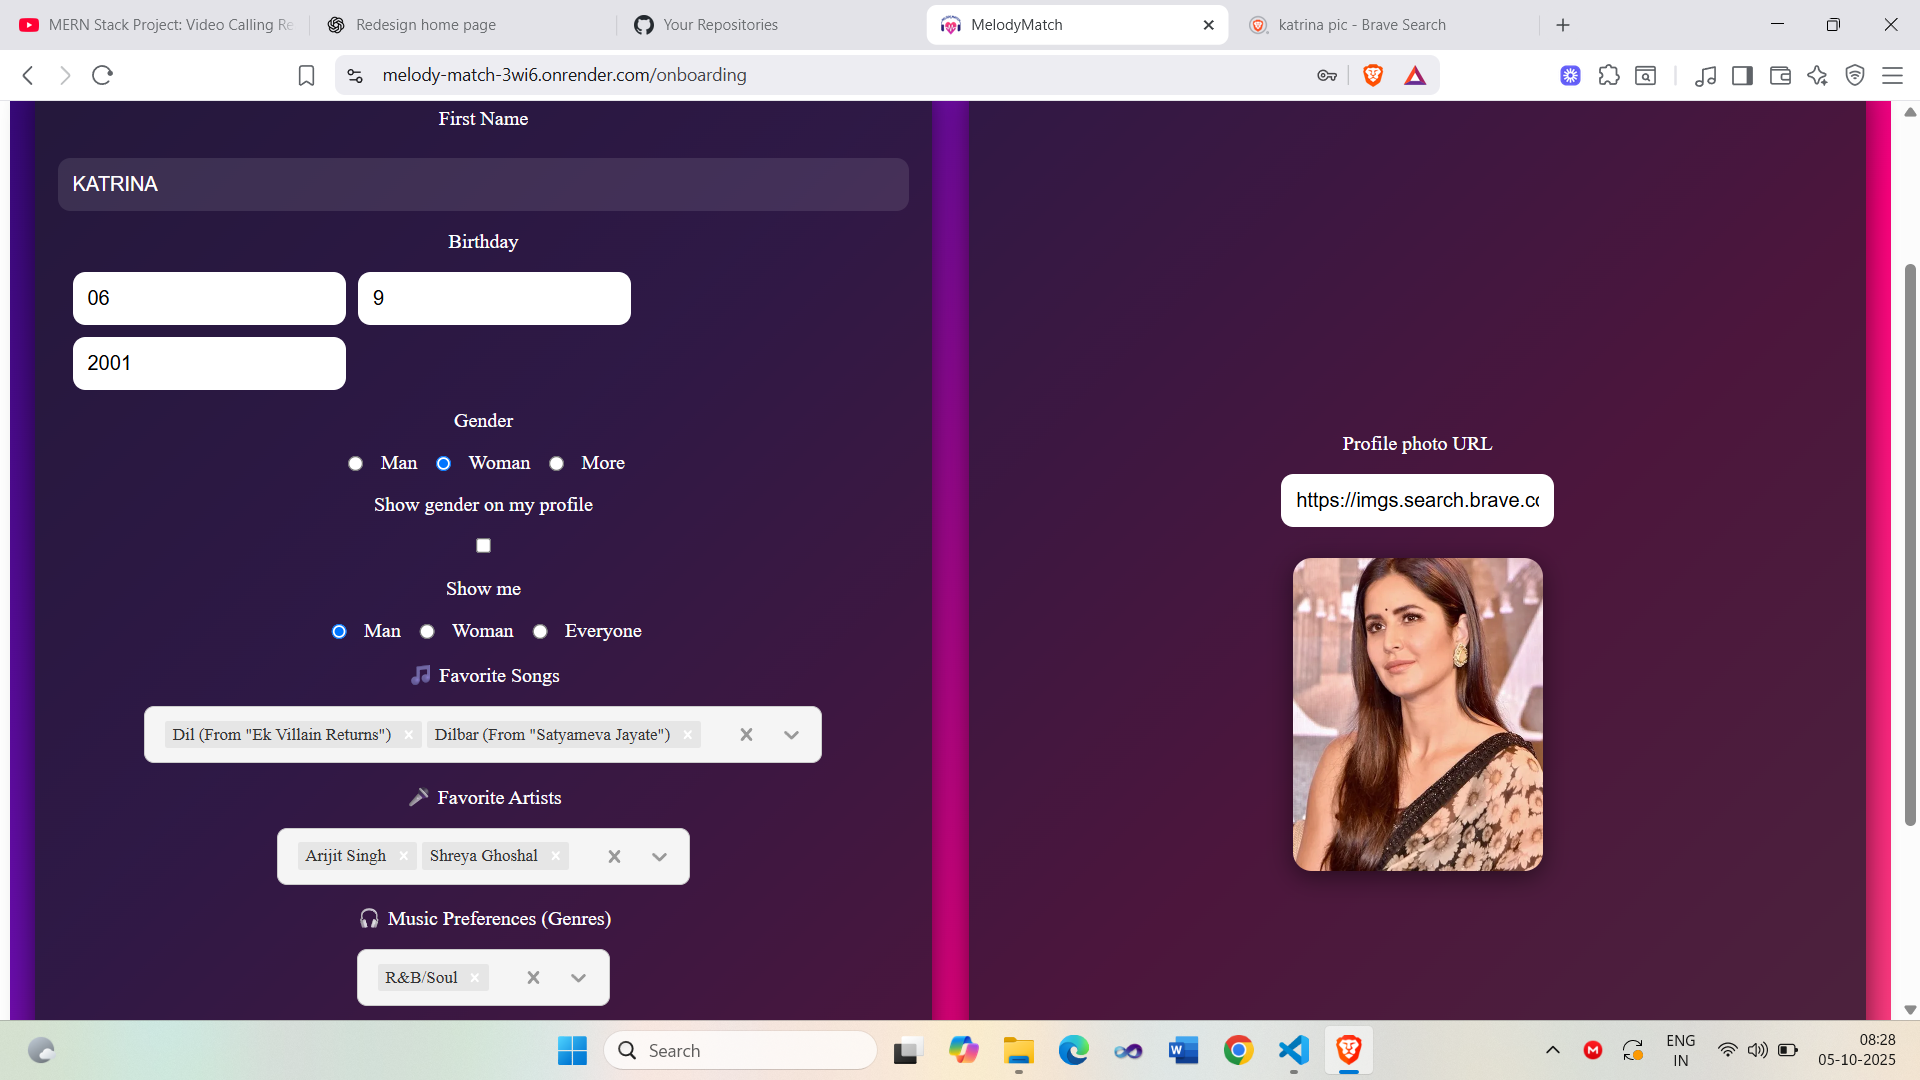 MERN Stack Project: Video Calling Re
Redesign home page
Your Repositories
MelodyMatch
katrina pic - Brave Search
melody-match-3wi6.onrender.com/onboarding
First Name
KATRINA
Birthday
06
9
2001
Gender
Man
Woman
More
Show gender on my profile
Show me
Man
Woman
Everyone
Favorite Songs
Dil (From "Ek Villain Returns")
Dilbar (From "Satyameva Jayate")
Favorite Artists
Arijit Singh
Shreya Ghoshal
Music Preferences (Genres)
R&B/Soul
Profile photo URL
https://imgs.search.brave.co
Search
ENG
IN
08:28
05-10-2025